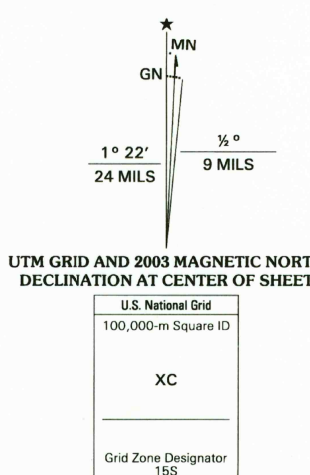 ★
MN
GN
1° 22′
24 MILS
½°
9 MILS
UTM GRID AND 2003 MAGNETIC NORT
DECLINATION AT CENTER OF SHEET
U.S. National Grid
100,000-m Square ID
XC
Grid Zone Designator
15S